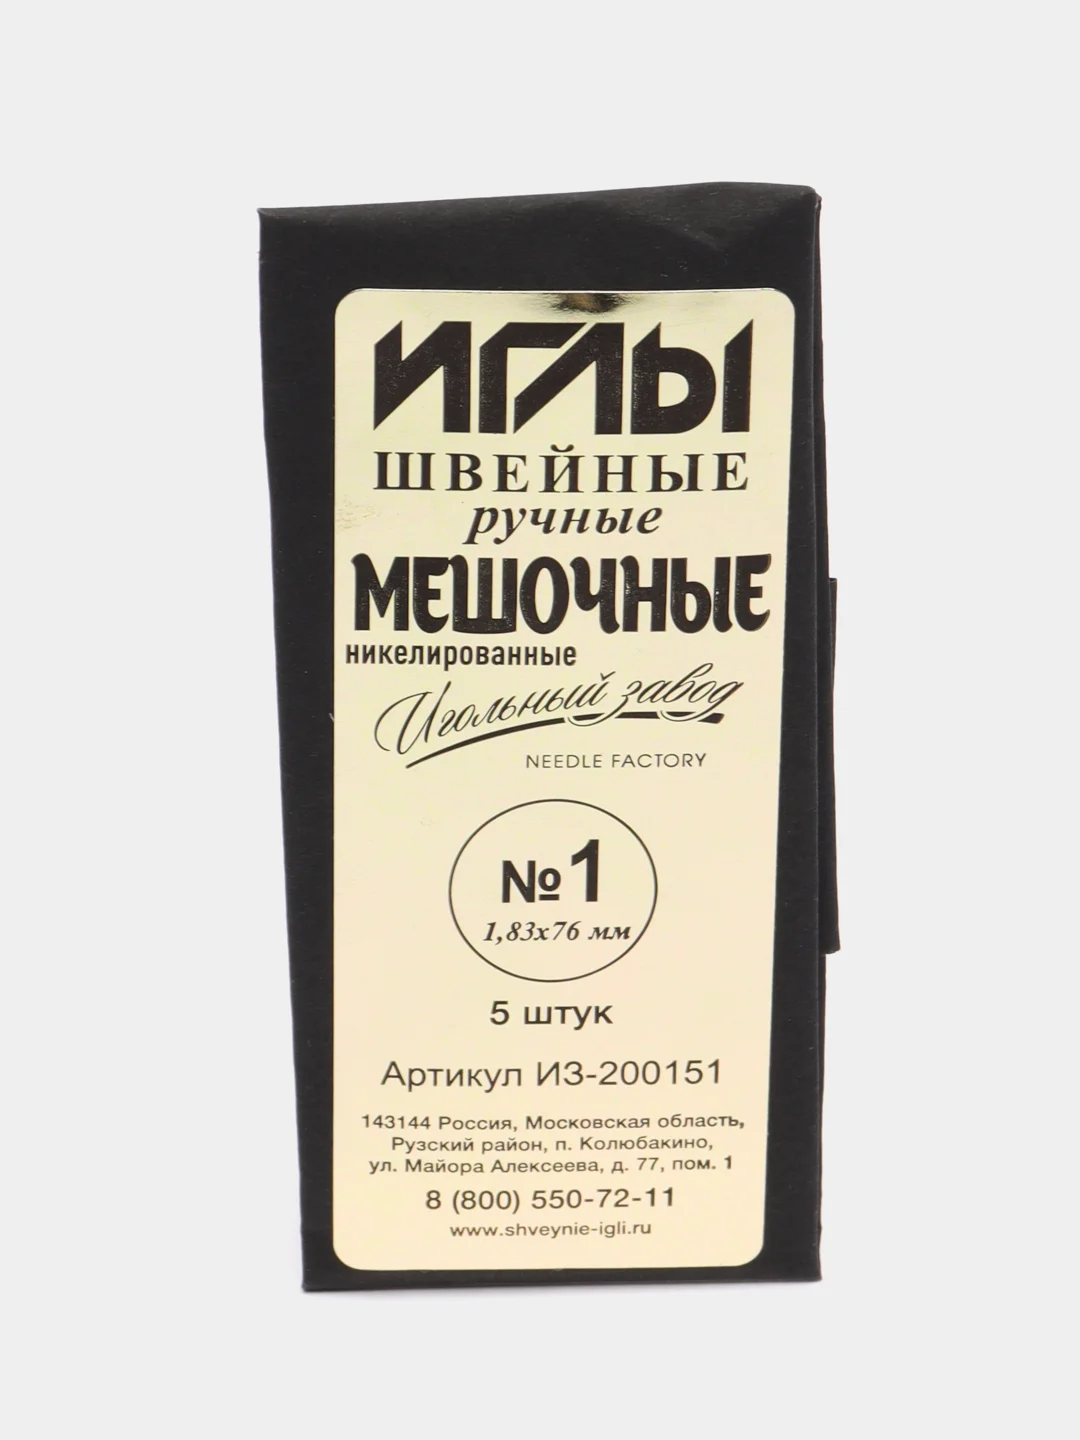 ИГЛЫ
ШВЕЙНЫЕ
ручные
МЕШОЧНЫЕ
никелированные
Игольный завод
NEEDLE FACTORY
№1
1,83х76 мм
5 штук
Артикул ИЗ-200151
143144 Россия, Московская область,
Рузский район, п. Колюбакино,
ул. Майора Алексеева, д. 77, пом. 1
8 (800) 550-72-11
www.shveynie-igli.ru